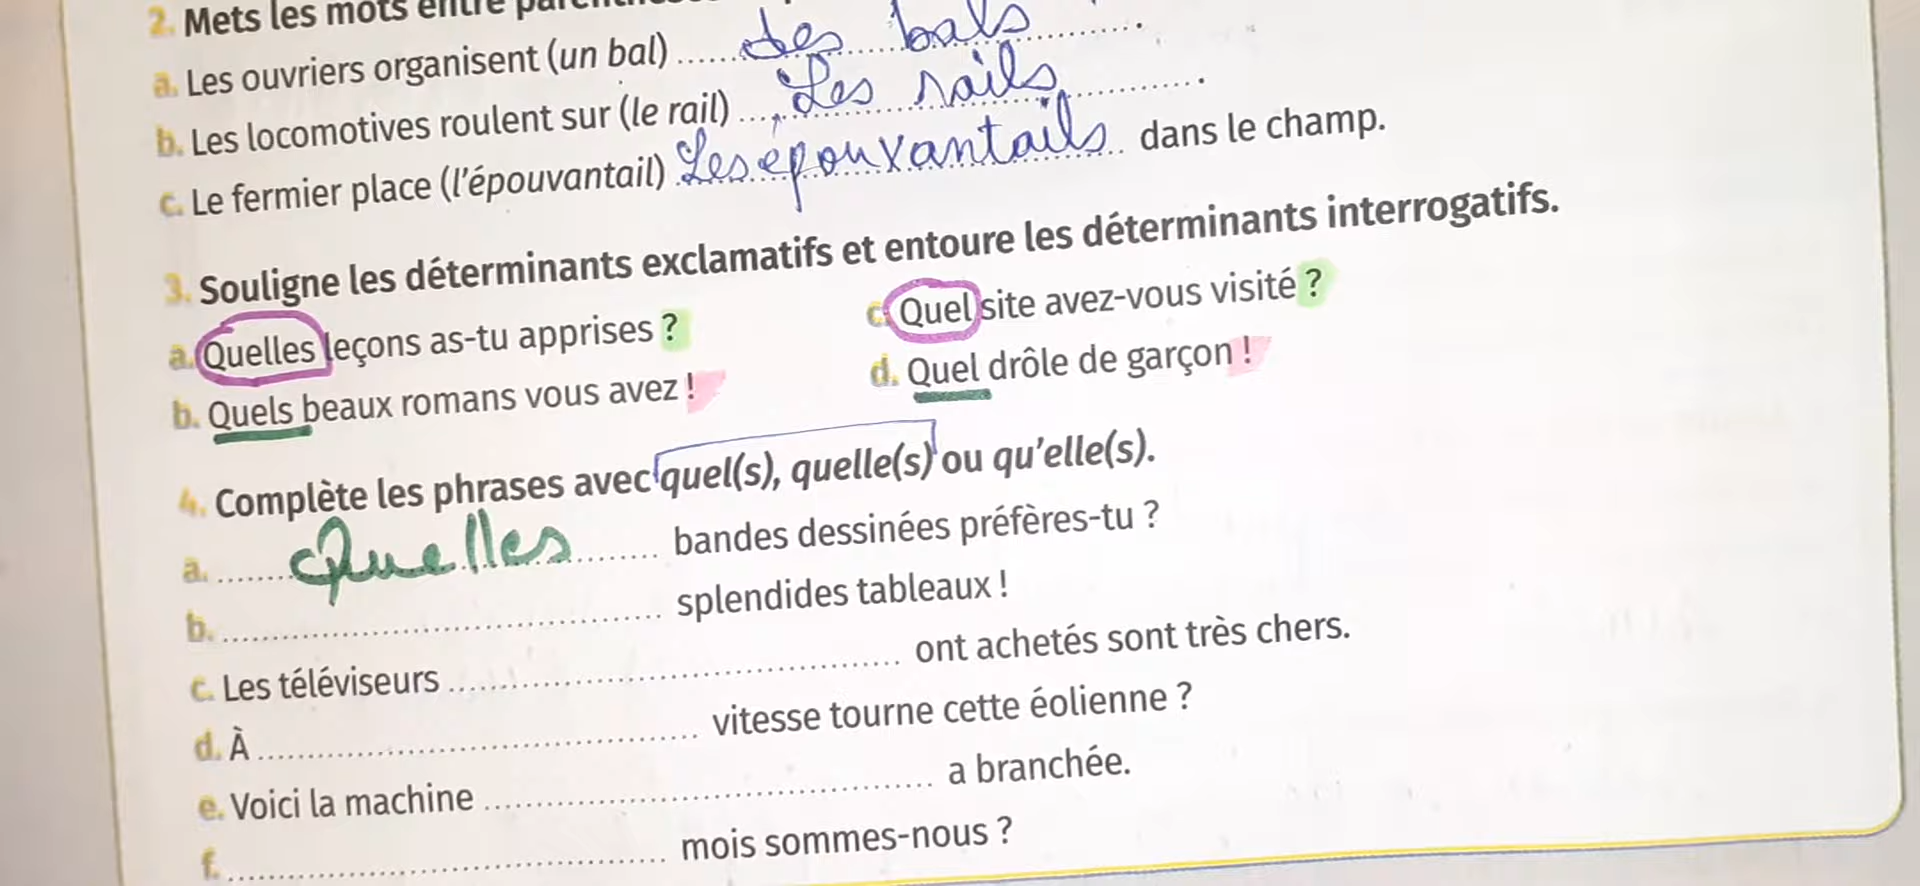 2. Mets les mots entre
a. Les ouvriers organisent (un bal) ...... des bals ............ .
b. Les locomotives roulent sur (le rail) ... Les rails ............ .
c. Le fermier place (l'épouvantail) Les épouvantails dans le champ.
3. Souligne les déterminants exclamatifs et entoure les déterminants interrogatifs.
a. Quelles leçons as-tu apprises ?
b. Quels beaux romans vous avez !
c. Quel site avez-vous visité ?
d. Quel drôle de garçon !
4. Complète les phrases avec quel(s), quelle(s) ou qu'elle(s).
a. ...... Quelles ...... bandes dessinées préfères-tu ?
b. ............ splendides tableaux !
c. Les téléviseurs ............ ont achetés sont très chers.
d. À ............ vitesse tourne cette éolienne ?
e. Voici la machine ............ a branchée.
f. ............ mois sommes-nous ?